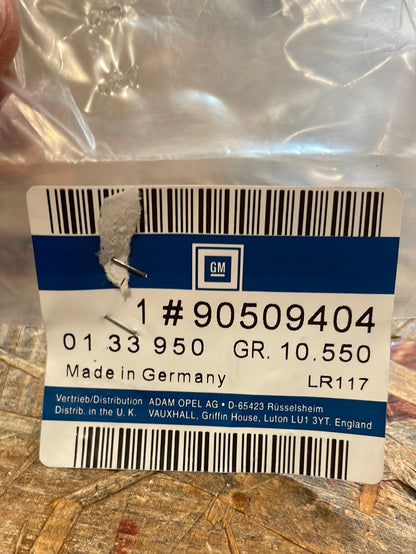 GM
1 # 90509404
01 33 950 GR. 10.550
Made in Germany LR117
Vertrieb/Distribution ADAM OPEL AG • D-65423 Rüsselsheim
Distrib. in the U. K. VAUXHALL, Griffin House, Luton LU1 3YT. England